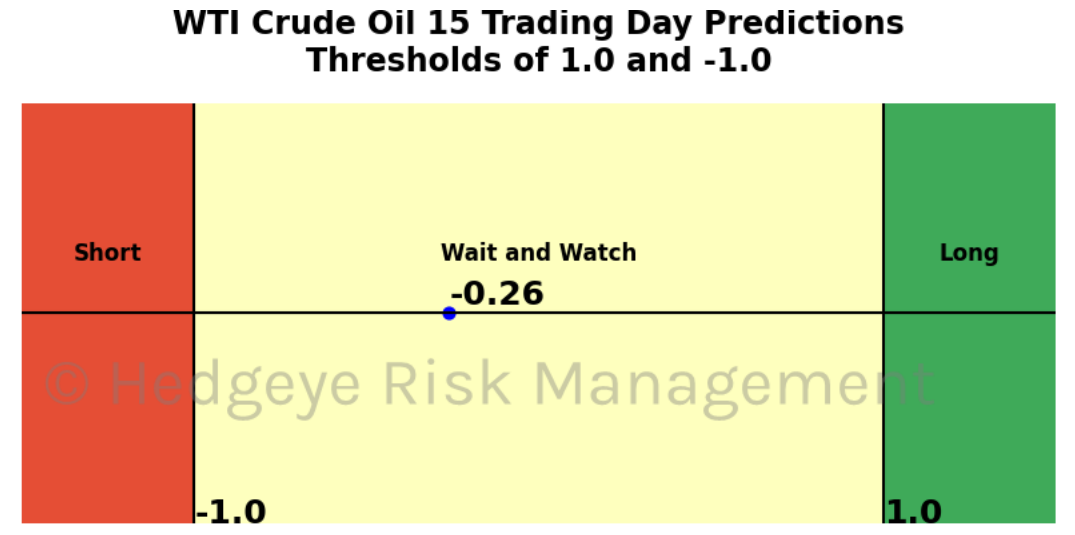 WTI Crude Oil 15 Trading Day Predictions
Thresholds of 1.0 and -1.0
Short
Wait and Watch
Long
-0.26
© Hedgeye Risk Management
-1.0
1.0